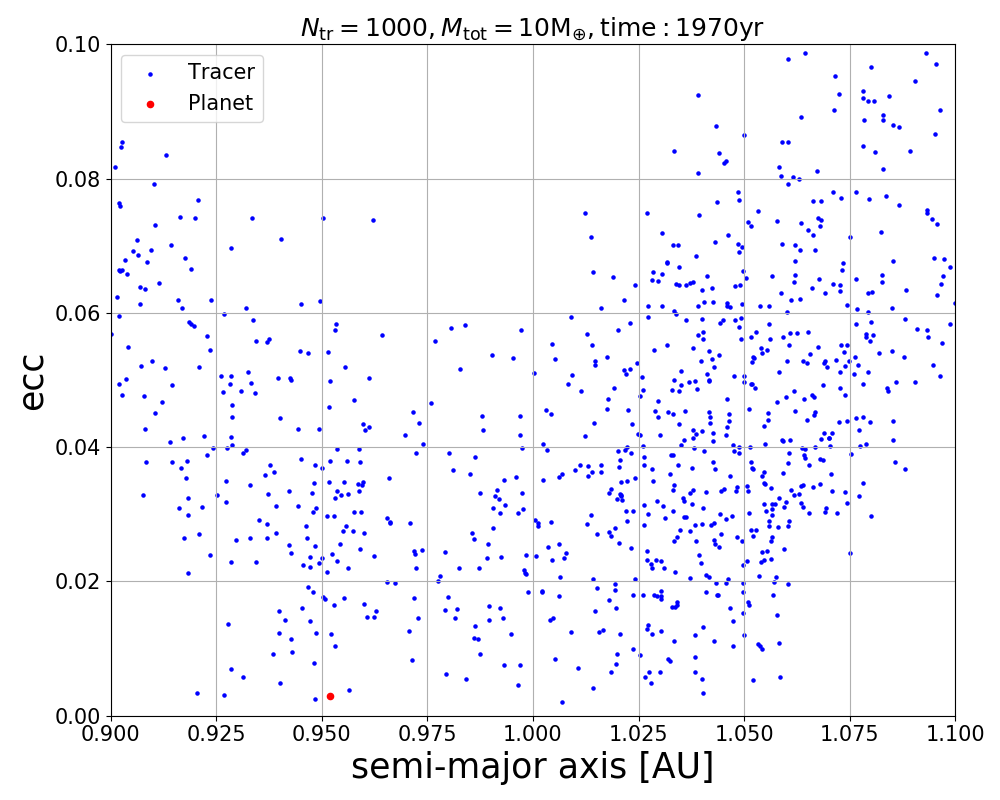 N_tr = 1000, M_tot = 10M_⊕, time : 1970yr
0.10
Tracer
Planet
0.08
0.06
ecc
0.04
0.02
0.00
0.900 0.925 0.950 0.975 1.000 1.025 1.050 1.075 1.100
semi-major axis [AU]